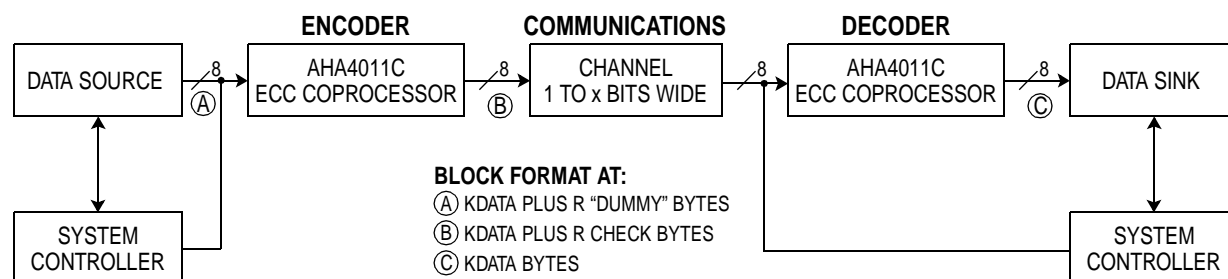 ENCODER
COMMUNICATIONS
DECODER
DATA SOURCE
8
A
AHA4011C
ECC COPROCESSOR
8
B
CHANNEL
1 TO x BITS WIDE
8
AHA4011C
ECC COPROCESSOR
8
C
DATA SINK
BLOCK FORMAT AT:
A KDATA PLUS R “DUMMY” BYTES
B KDATA PLUS R CHECK BYTES
C KDATA BYTES
SYSTEM
CONTROLLER
SYSTEM
CONTROLLER